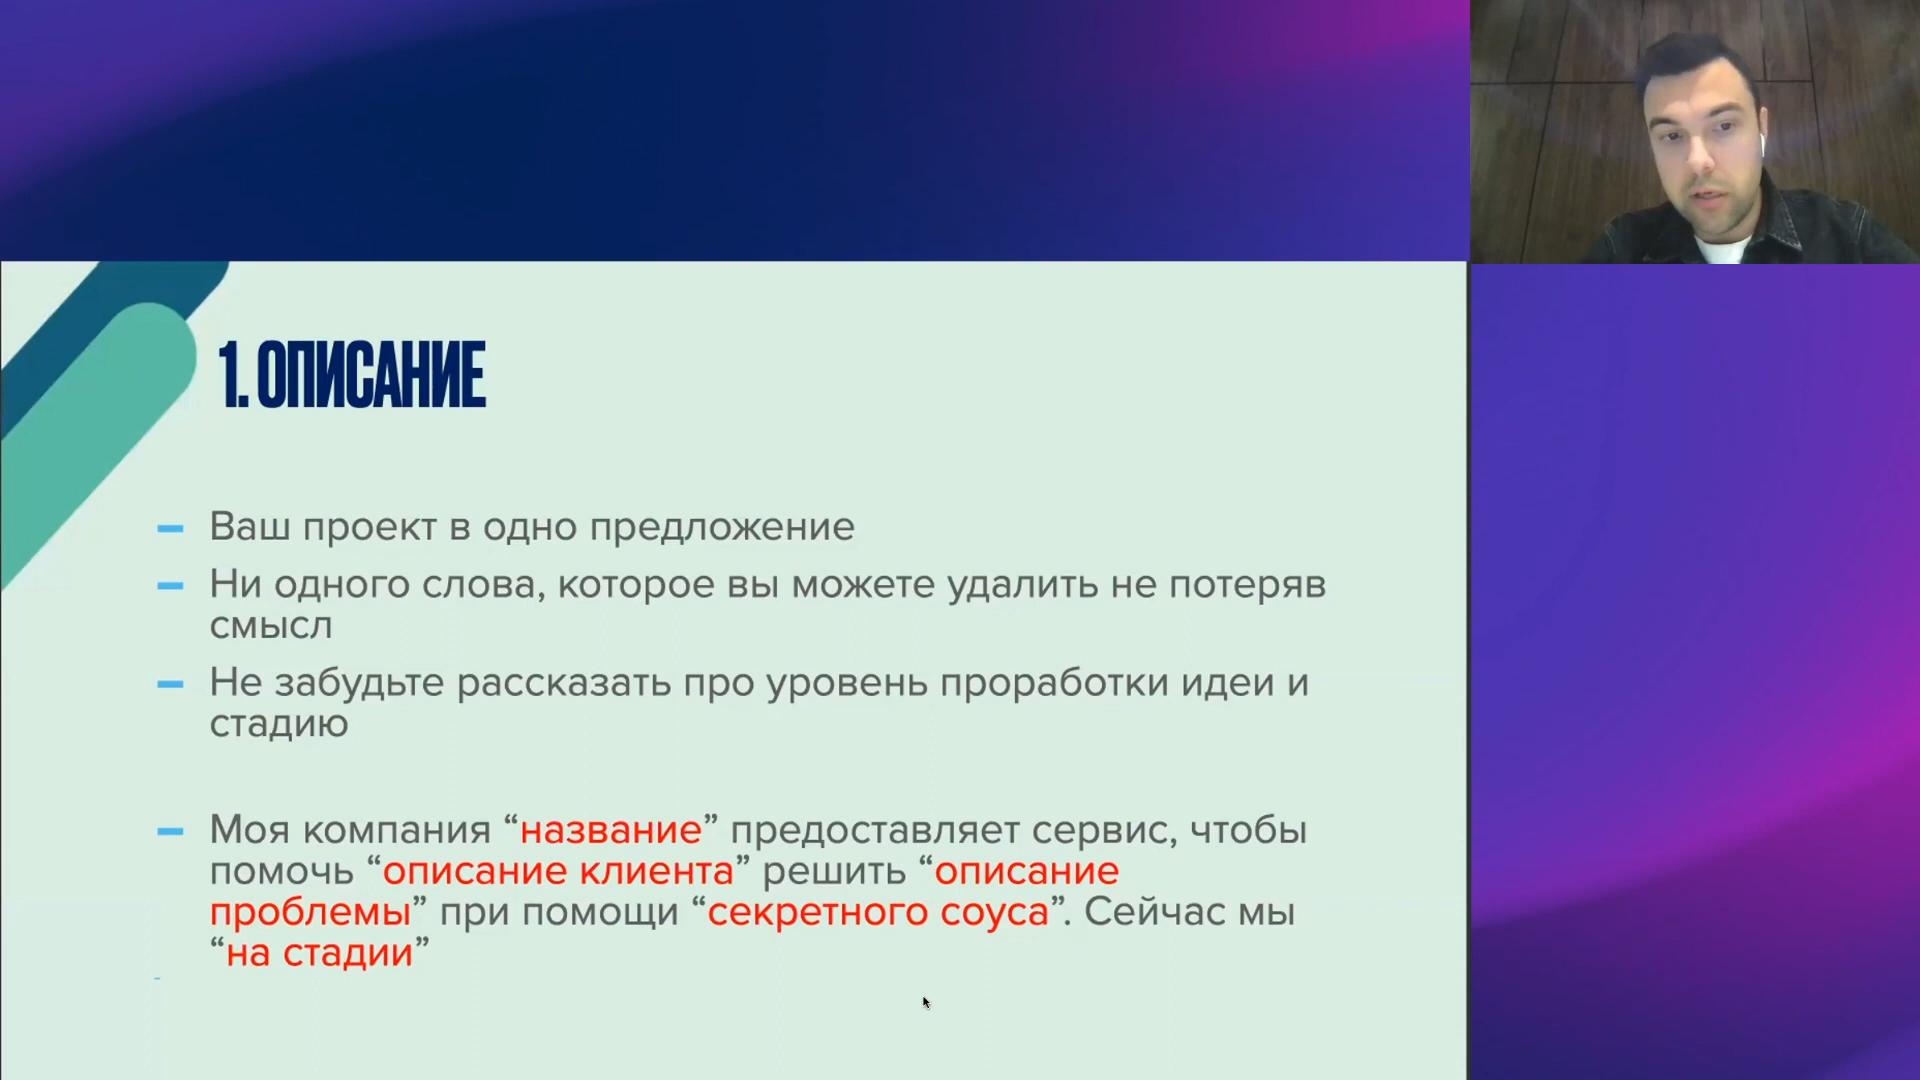 1. ОПИСАНИЕ
Ваш проект в одно предложение
Ни одного слова, которое вы можете удалить не потеряв
смысл
Не забудьте рассказать про уровень проработки идеи и
стадию
Моя компания “название” предоставляет сервис, чтобы
помочь “описание клиента” решить “описание
проблемы” при помощи “секретного соуса”. Сейчас мы
“на стадии”